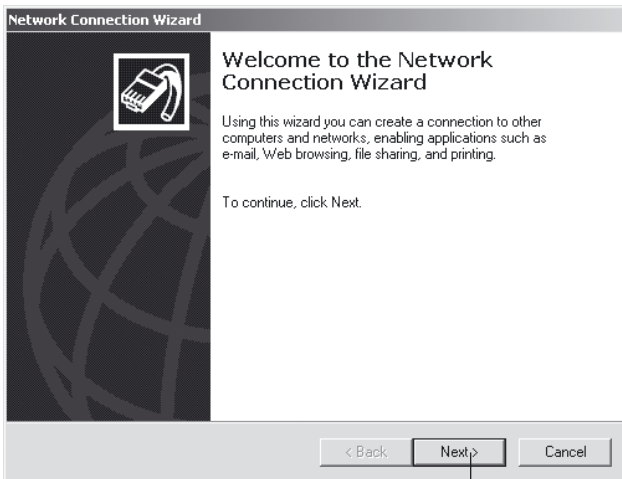 Network Connection Wizard
Welcome to the Network
Connection Wizard
Using this wizard you can create a connection to other
computers and networks, enabling applications such as
e-mail, Web browsing, file sharing, and printing.
To continue, click Next.
< Back
Next >
Cancel